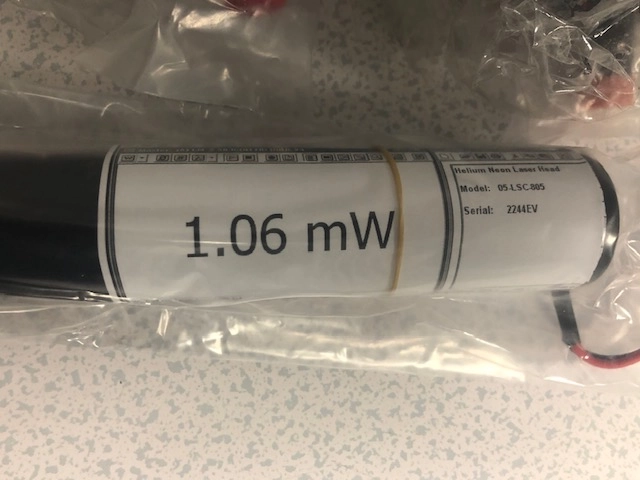 Helium Neon Laser Head
Model: 05-LSC-805
Serial: 2244EV
1.06 mW